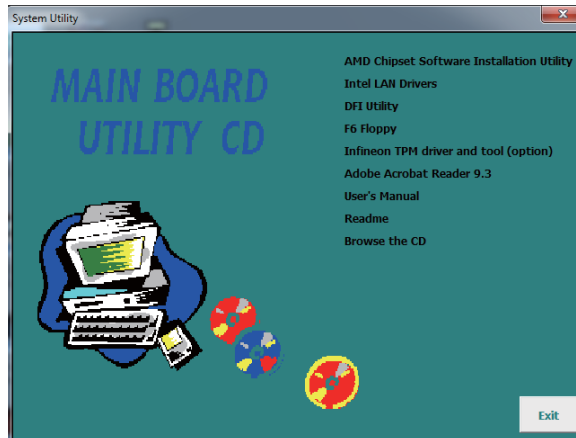 System Utility
MAIN BOARD
UTILITY CD
AMD Chipset Software Installation Utility
Intel LAN Drivers
DFI Utility
F6 Floppy
Infineon TPM driver and tool (option)
Adobe Acrobat Reader 9.3
User's Manual
Readme
Browse the CD
Exit